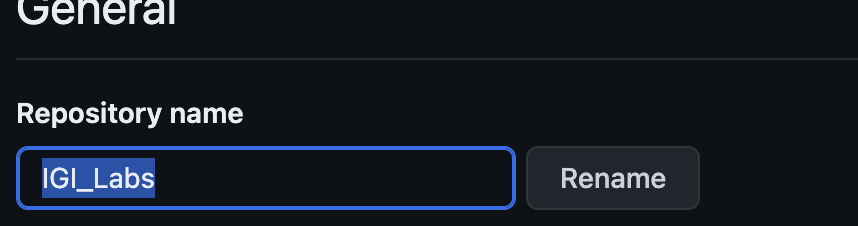 General
Repository name
IGI_Labs
Rename